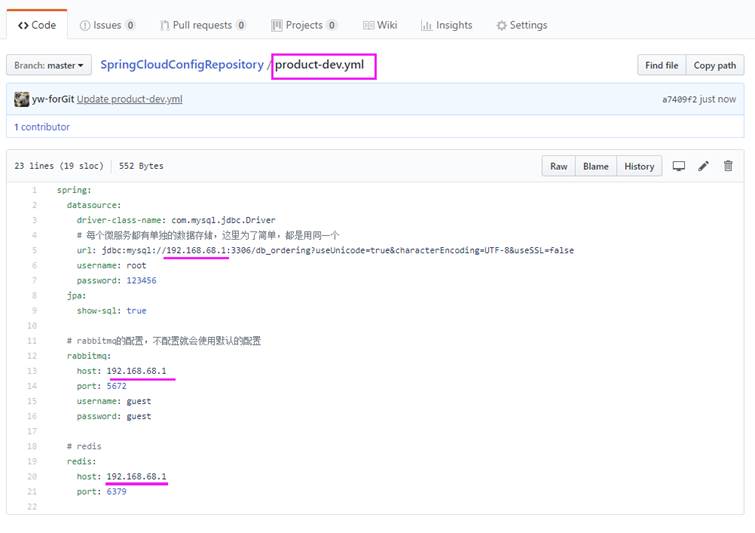 Code Issues 0 Pull requests 0 Projects 0 Wiki Insights Settings
Branch: master SpringCloudConfigRepository / product-dev.yml Find file Copy path
yw-forGit Update product-dev.yml a7409f2 just now
1 contributor
23 lines (19 sloc) 552 Bytes Raw Blame History
1 spring:
2 datasource:
3 driver-class-name: com.mysql.jdbc.Driver
4 # 每个微服务都有单独的数据存储，这里为了简单，都是用同一个
5 url: jdbc:mysql://192.168.68.1:3306/db_ordering?useUnicode=true&characterEncoding=UTF-8&useSSL=false
6 username: root
7 password: 123456
8 jpa:
9 show-sql: true
10
11 # rabbitmq的配置，不配置就会使用默认的配置
12 rabbitmq:
13 host: 192.168.68.1
14 port: 5672
15 username: guest
16 password: guest
17
18 # redis
19 redis:
20 host: 192.168.68.1
21 port: 6379
22